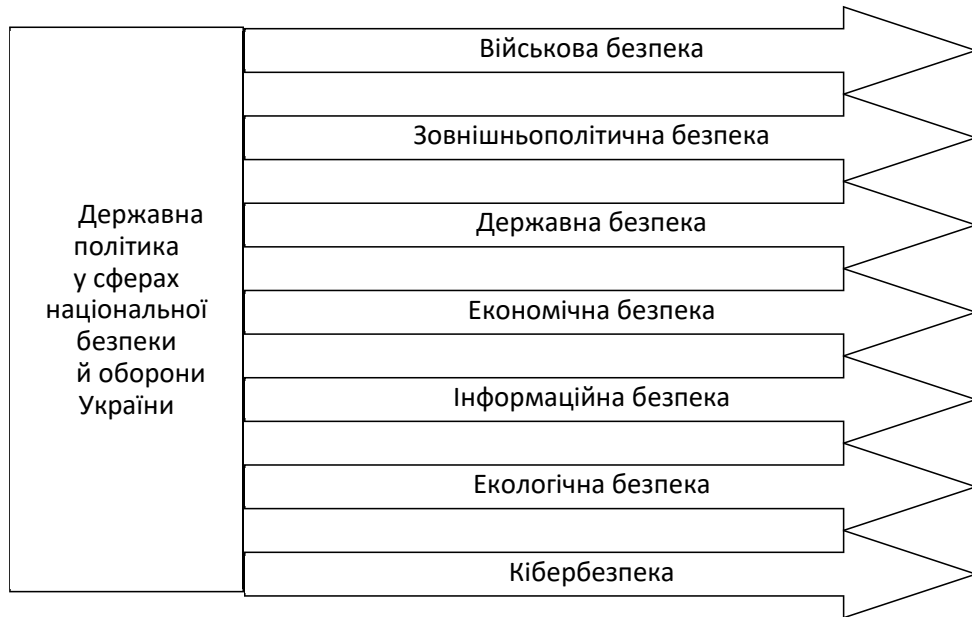 Державна
політика
у сферах
національної
безпеки
й оборони
України
Військова безпека
Зовнішньополітична безпека
Державна безпека
Економічна безпека
Інформаційна безпека
Екологічна безпека
Кібербезпека